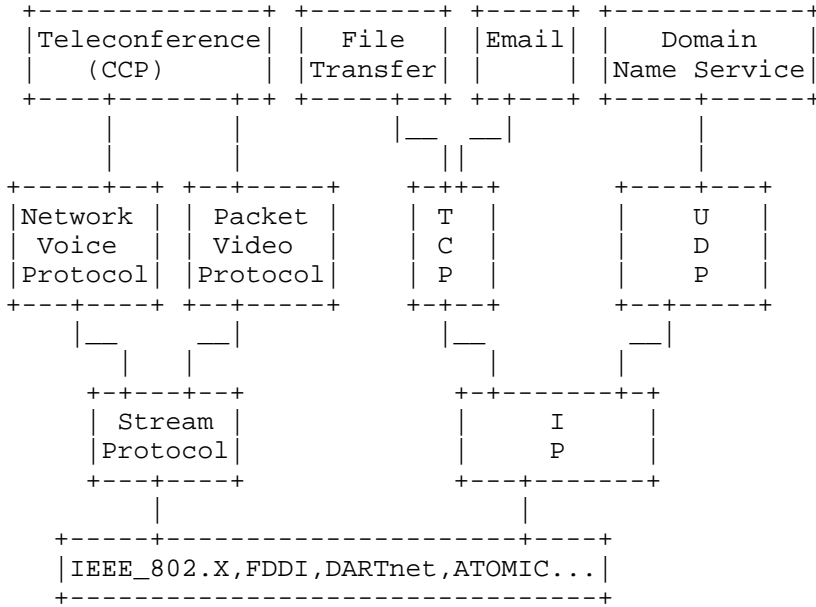 Teleconference
(CCP)
File
Transfer
Email
Domain
Name Service
Network
Voice
Protocol
Packet
Video
Protocol
T
C
P
U
D
P
Stream
Protocol
I
P
IEEE_802.X,FDDI,DARTnet,ATOMIC...